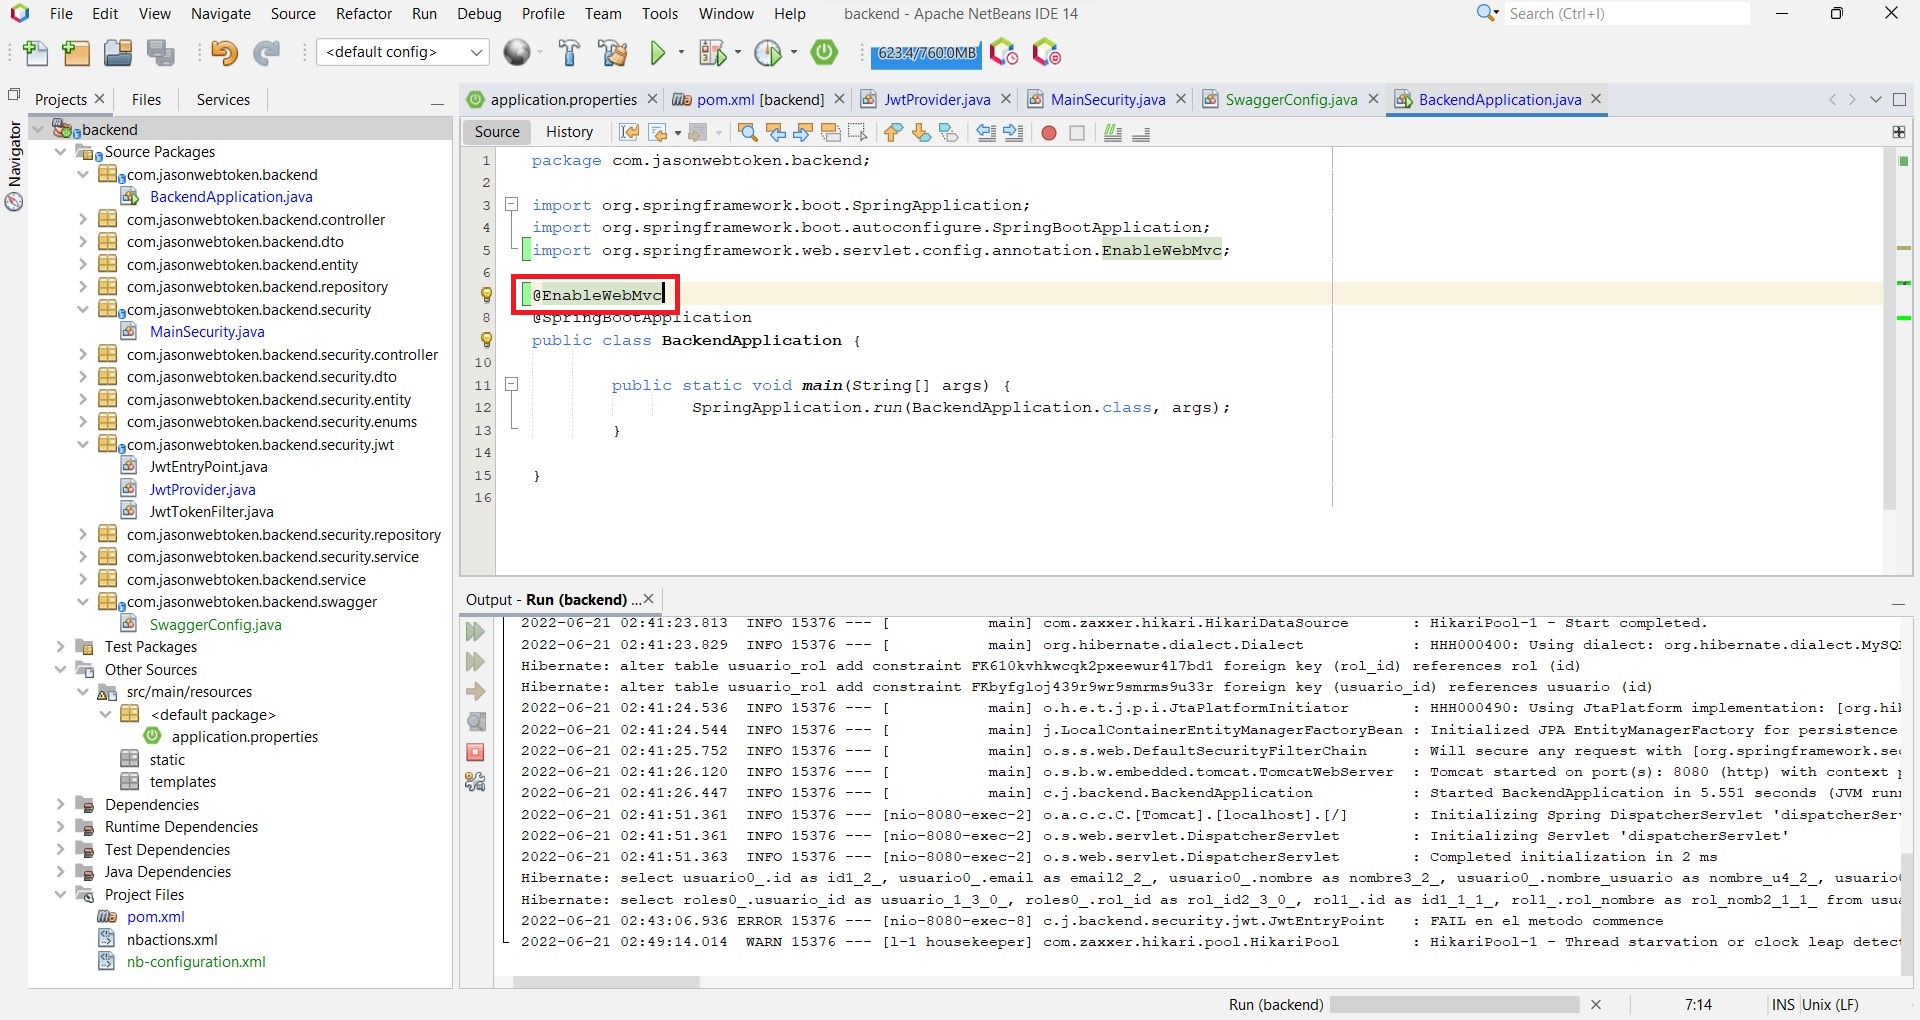 File Edit View Navigate Source Refactor Run Debug Profile Team Tools Window Help backend - Apache NetBeans IDE 14 Search (Ctrl+I)
<default config> 623.4/760.0MB
Projects Files Services
Navigator
backend
Source Packages
com.jasonwebtoken.backend
BackendApplication.java
com.jasonwebtoken.backend.controller
com.jasonwebtoken.backend.dto
com.jasonwebtoken.backend.entity
com.jasonwebtoken.backend.repository
com.jasonwebtoken.backend.security
MainSecurity.java
com.jasonwebtoken.backend.security.controller
com.jasonwebtoken.backend.security.dto
com.jasonwebtoken.backend.security.entity
com.jasonwebtoken.backend.security.enums
com.jasonwebtoken.backend.security.jwt
JwtEntryPoint.java
JwtProvider.java
JwtTokenFilter.java
com.jasonwebtoken.backend.security.repository
com.jasonwebtoken.backend.security.service
com.jasonwebtoken.backend.service
com.jasonwebtoken.backend.swagger
SwaggerConfig.java
Test Packages
Other Sources
src/main/resources
<default package>
application.properties
static
templates
Dependencies
Runtime Dependencies
Test Dependencies
Java Dependencies
Project Files
pom.xml
nbactions.xml
nb-configuration.xml
application.properties pom.xml [backend] JwtProvider.java MainSecurity.java SwaggerConfig.java BackendApplication.java
Source History
1 package com.jasonwebtoken.backend;
2
3 import org.springframework.boot.SpringApplication;
4 import org.springframework.boot.autoconfigure.SpringBootApplication;
5 import org.springframework.web.servlet.config.annotation.EnableWebMvc;
6
@EnableWebMvc
8 @SpringBootApplication
public class BackendApplication {
10
11 public static void main(String[] args) {
12 SpringApplication.run(BackendApplication.class, args);
13 }
14
15 }
16
Output - Run (backend) ...
2022-06-21 02:41:23.813 INFO 15376 --- [ main] com.zaxxer.hikari.HikariDataSource : HikariPool-1 - Start completed.
2022-06-21 02:41:23.829 INFO 15376 --- [ main] org.hibernate.dialect.Dialect : HHH000400: Using dialect: org.hibernate.dialect.MySQ
Hibernate: alter table usuario_rol add constraint FK610kvhkwcqk2pxeewur4l7bd1 foreign key (rol_id) references rol (id)
Hibernate: alter table usuario_rol add constraint FKbyfgloj439r9wr9smrms9u33r foreign key (usuario_id) references usuario (id)
2022-06-21 02:41:24.536 INFO 15376 --- [ main] o.h.e.t.j.p.i.JtaPlatformInitiator : HHH000490: Using JtaPlatform implementation: [org.hi
2022-06-21 02:41:24.544 INFO 15376 --- [ main] j.LocalContainerEntityManagerFactoryBean : Initialized JPA EntityManagerFactory for persistence
2022-06-21 02:41:25.752 INFO 15376 --- [ main] o.s.s.web.DefaultSecurityFilterChain : Will secure any request with [org.springframework.se
2022-06-21 02:41:26.120 INFO 15376 --- [ main] o.s.b.w.embedded.tomcat.TomcatWebServer : Tomcat started on port(s): 8080 (http) with context
2022-06-21 02:41:26.447 INFO 15376 --- [ main] c.j.backend.BackendApplication : Started BackendApplication in 5.551 seconds (JVM run
2022-06-21 02:41:51.361 INFO 15376 --- [nio-8080-exec-2] o.a.c.c.C.[Tomcat].[localhost].[/] : Initializing Spring DispatcherServlet 'dispatcherSer
2022-06-21 02:41:51.361 INFO 15376 --- [nio-8080-exec-2] o.s.web.servlet.DispatcherServlet : Initializing Servlet 'dispatcherServlet'
2022-06-21 02:41:51.363 INFO 15376 --- [nio-8080-exec-2] o.s.web.servlet.DispatcherServlet : Completed initialization in 2 ms
Hibernate: select usuario0_.id as id1_2_, usuario0_.email as email2_2_, usuario0_.nombre as nombre3_2_, usuario0_.nombre_usuario as nombre_u4_2_, usuario
Hibernate: select roles0_.usuario_id as usuario_1_3_0_, roles0_.rol_id as rol_id2_3_0_, rol1_.id as id1_1_1_, rol1_.rol_nombre as rol_nomb2_1_1_ from usu
2022-06-21 02:43:06.936 ERROR 15376 --- [nio-8080-exec-8] c.j.backend.security.jwt.JwtEntryPoint : FAIL en el metodo commence
2022-06-21 02:49:14.014 WARN 15376 --- [l-1 housekeeper] com.zaxxer.hikari.pool.HikariPool : HikariPool-1 - Thread starvation or clock leap detec
Run (backend) 7:14 INS Unix (LF)